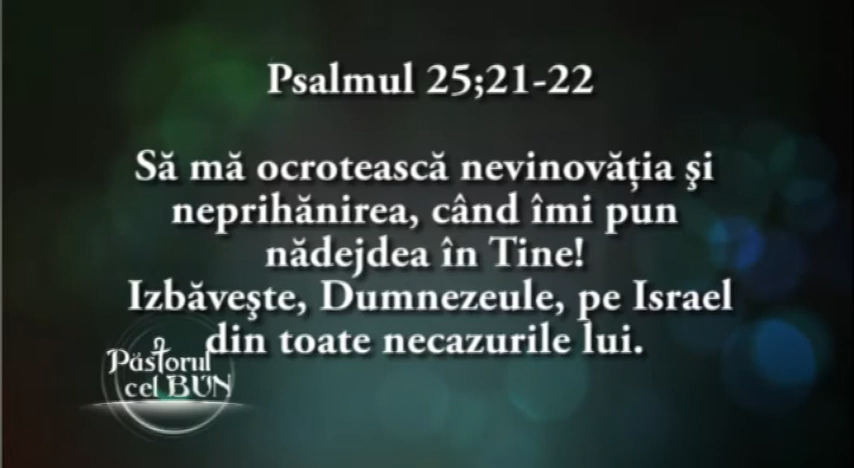 Psalmul 25;21-22
Să mă ocrotească nevinovăţia şi
neprihănirea, când îmi pun
nădejdea în Tine!
Izbăveşte, Dumnezeule, pe Israel
din toate necazurile lui.
Păstorul
cel BUN